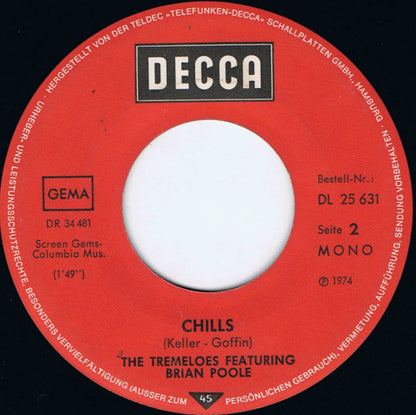 HERGESTELLT VON DER TELDEC »TELEFUNKEN-DECCA« SCHALLPLATTEN GMBH., HAMBURG · URHEBER- UND LEISTUNGSSCHUTZRECHTE, BESONDERS VERVIELFÄLTIGUNG (AUSSER ZUM PERSÖNLICHEN GEBRAUCH), VERMIETUNG, AUFFÜHRUNG, SENDUNG VORBEHALTEN
DECCA
GEMA
DR 34 481
Screen Gems-
Columbia Mus.
(1'49")
Bestell-Nr.:
DL 25 631
Seite 2
MONO
Ⓟ 1974
CHILLS
(Keller - Goffin)
THE TREMELOES FEATURING
BRIAN POOLE
45